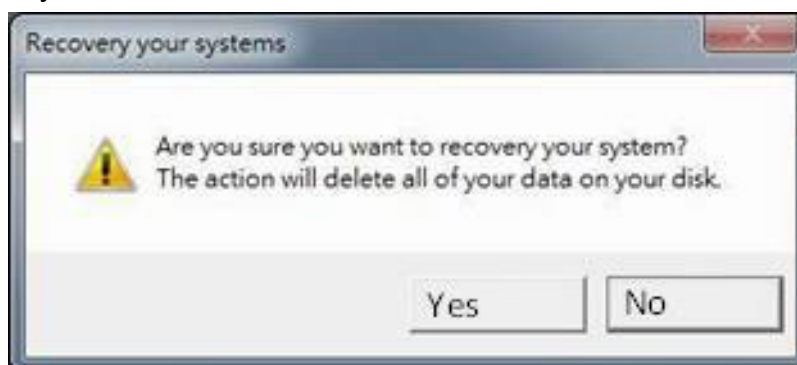 Recovery your systems
Are you sure you want to recovery your system?
The action will delete all of your data on your disk.
Yes
No